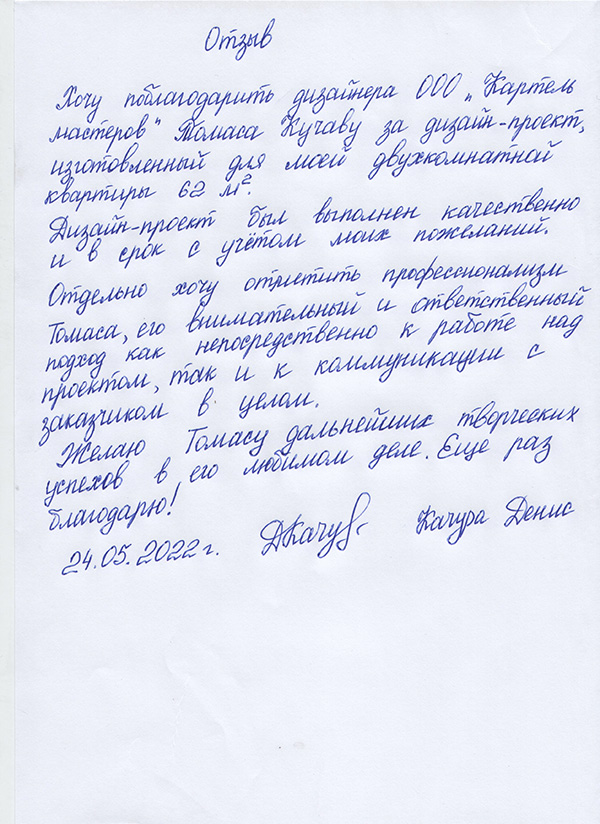 Отзыв
Хочу поблагодарить дизайнера ООО „Картель
мастеров" Томаса Кучаву за дизайн-проект,
изготовленный для моей двухкомнатной
квартиры 62 м².
Дизайн-проект был выполнен качественно
и в срок с учётом моих пожеланий.
Отдельно хочу отметить профессионализм
Томаса, его внимательный и ответственный
подход как непосредственно к работе над
проектом, так и к коммуникации с
заказчиком в целом.
Желаю Томасу дальнейших творческих
успехов в его любимом деле. Еще раз
благодарю!
24.05.2022 г. ДКачур Качура Денис